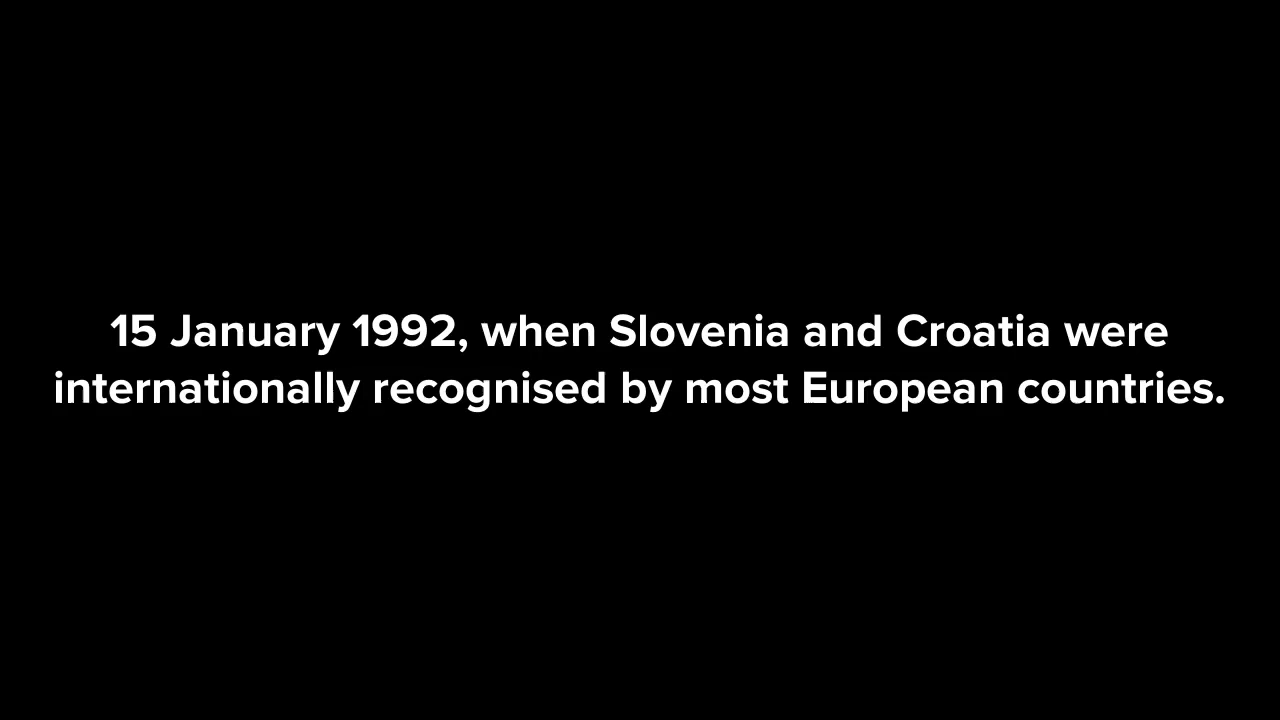 15 January 1992, when Slovenia and Croatia were
internationally recognised by most European countries.